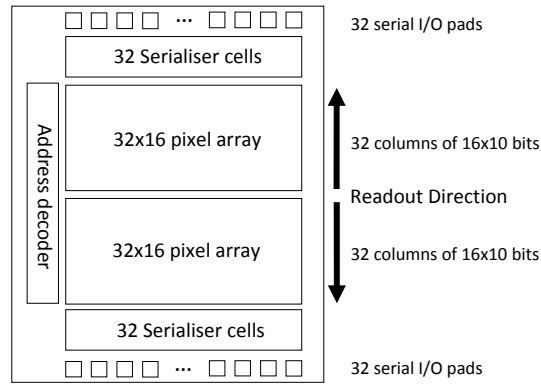 ... 32 serial I/O pads
32 Serialiser cells
Address decoder
32x16 pixel array
32 columns of 16x10 bits
Readout Direction
32x16 pixel array
32 columns of 16x10 bits
32 Serialiser cells
... 32 serial I/O pads